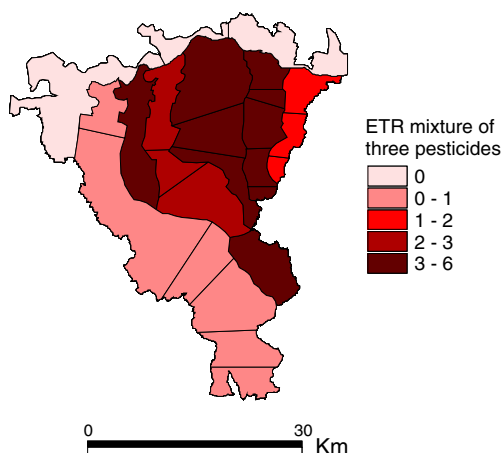 ETR mixture of
three pesticides
0
0 - 1
1 - 2
2 - 3
3 - 6
0 30
Km